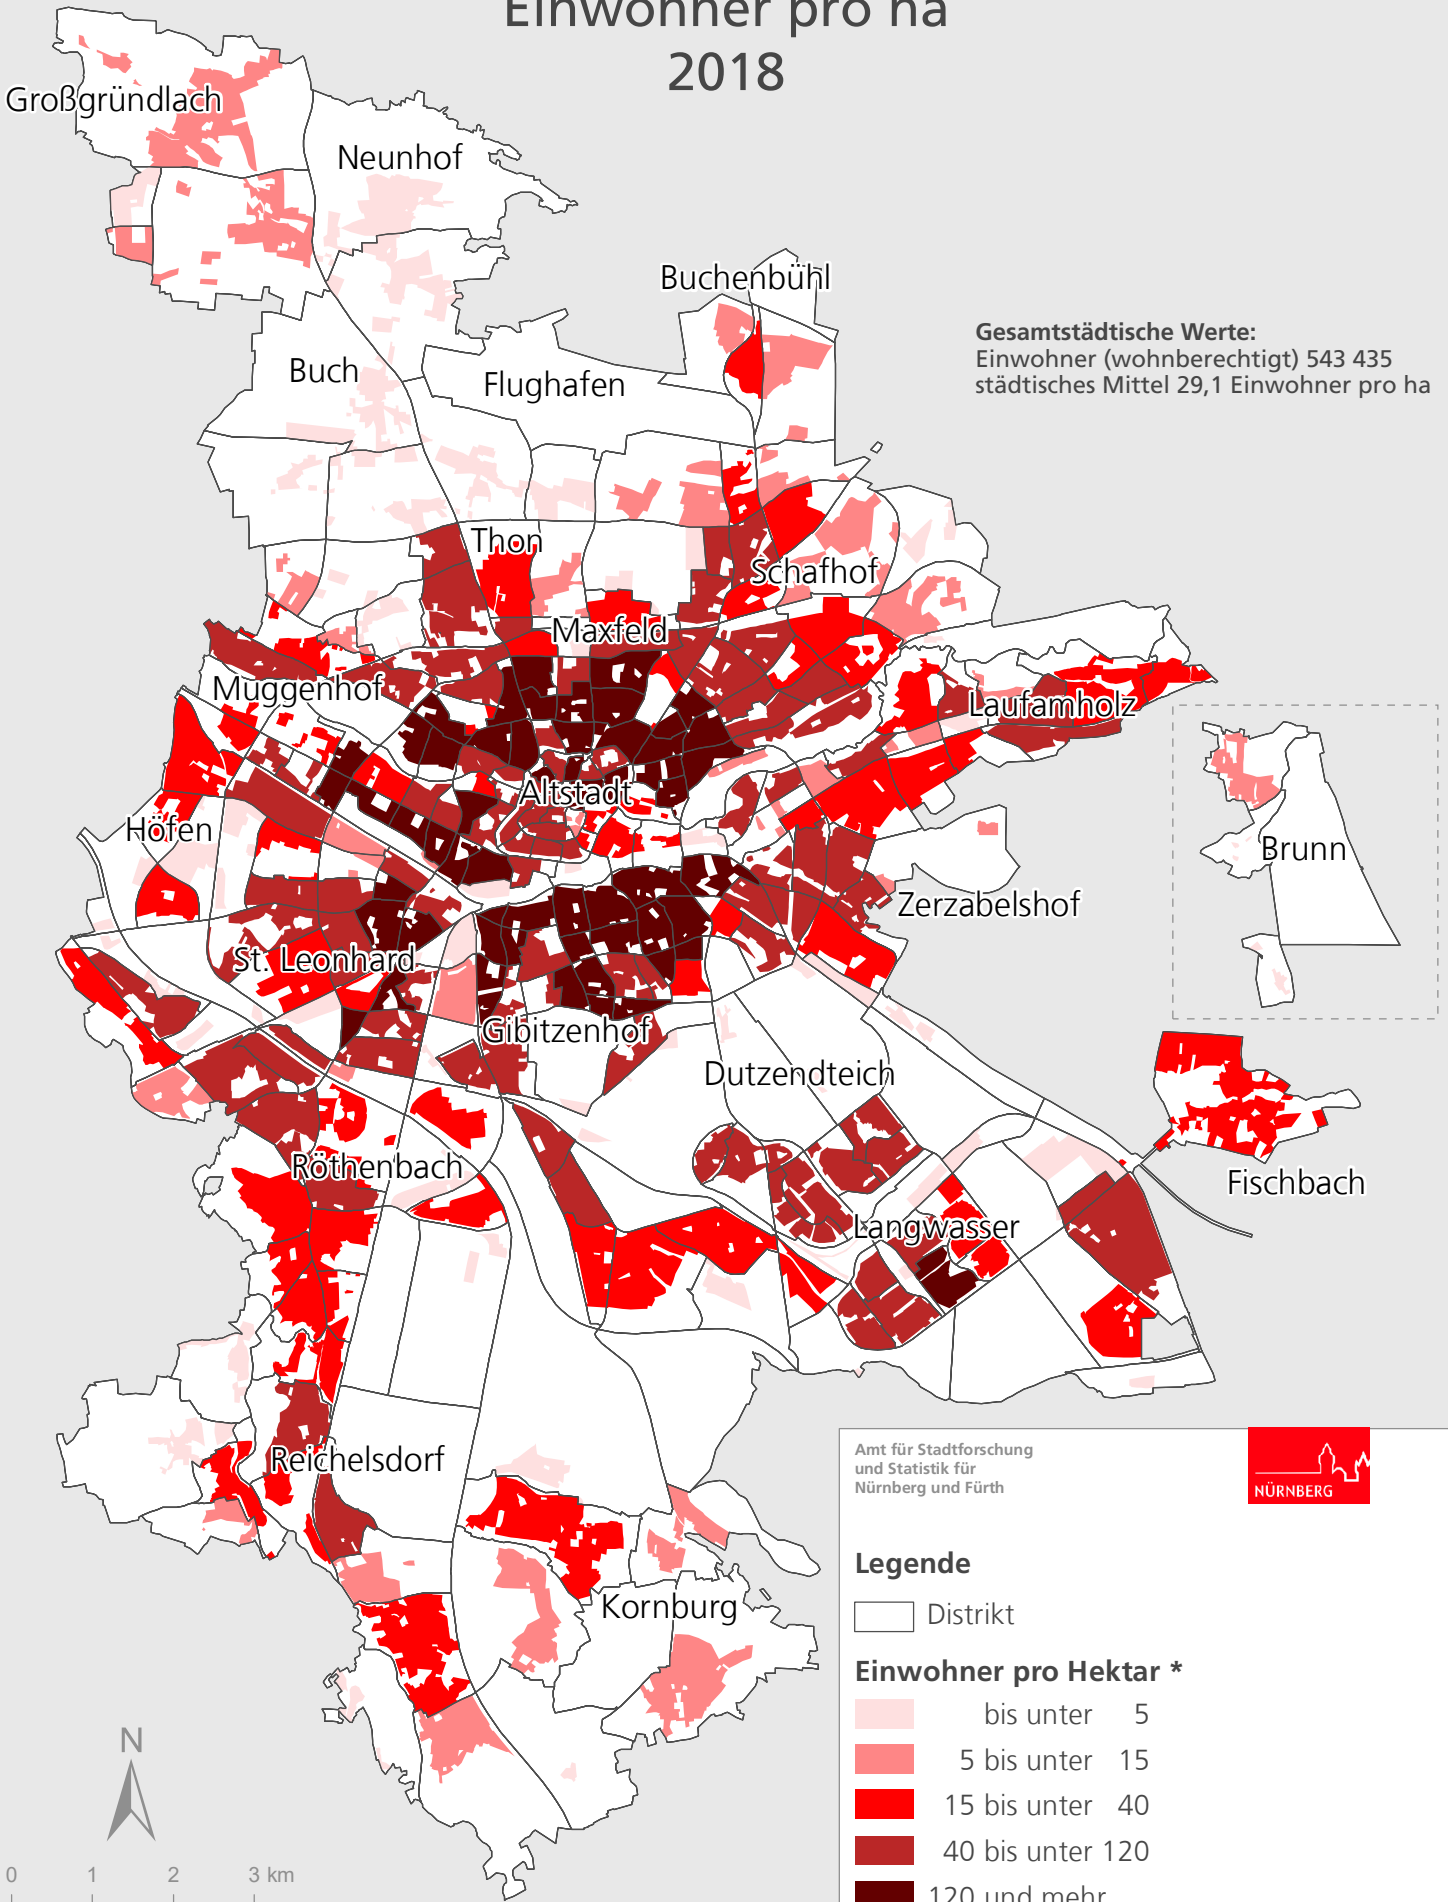 Einwohner pro ha
2018
Großgründlach
Neunhof
Buchenbühl
Gesamtstädtische Werte:
Einwohner (wohnberechtigt) 543 435
städtisches Mittel 29,1 Einwohner pro ha
Buch
Flughafen
Thon
Schafhof
Maxfeld
Muggenhof
Laufamholz
Altstadt
Höfen
Brunn
Zerzabelshof
St. Leonhard
Gibitzenhof
Dutzendteich
Röthenbach
Fischbach
Langwasser
Reichelsdorf
Kornburg
Amt für Stadtforschung
und Statistik für
Nürnberg und Fürth
NÜRNBERG
Legende
Distrikt
Einwohner pro Hektar *
bis unter 5
5 bis unter 15
15 bis unter 40
40 bis unter 120
120 und mehr
N
0 1 2 3 km